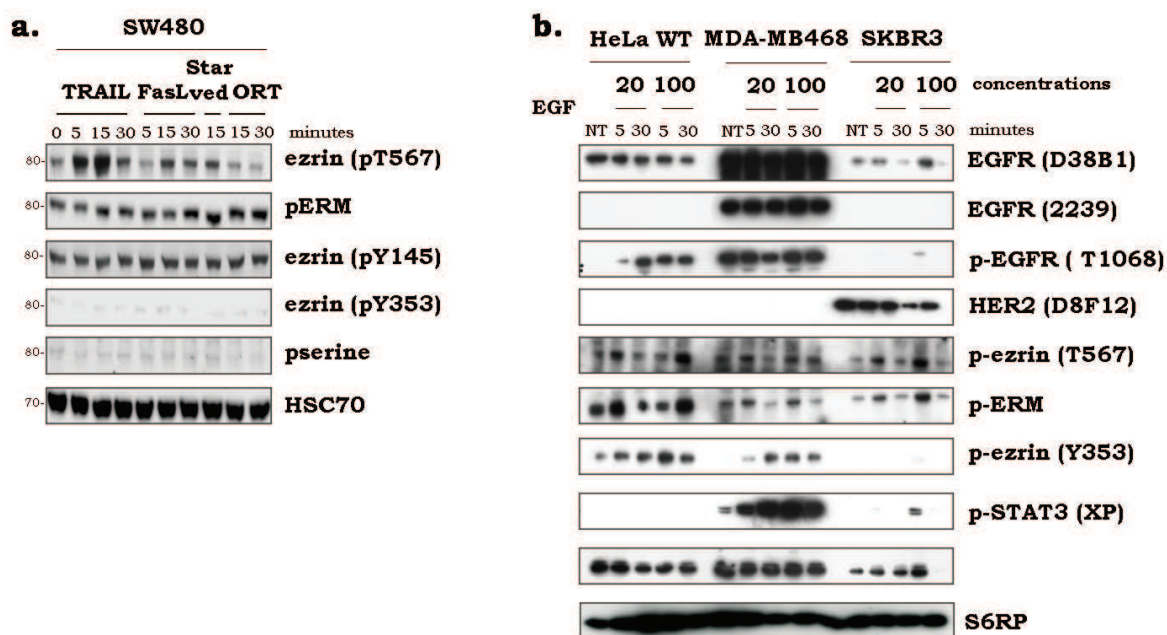 a.
SW480
TRAIL FasL Star ved ORT
0 5 15 30 5 15 30 15 15 30 minutes
80- ezrin (pT567)
pERM
80-
80- ezrin (pY145)
ezrin (pY353)
80-
80- pserine
70- HSC70
b.
HeLa WT MDA-MB468 SKBR3
20 100 20 100 20 100 concentrations
EGF
NT 5 30 5 30 NT 5 30 5 30 NT 5 30 5 30 minutes
EGFR (D38B1)
EGFR (2239)
p-EGFR ( T1068)
HER2 (D8F12)
p-ezrin (T567)
p-ERM
p-ezrin (Y353)
p-STAT3 (XP)
S6RP